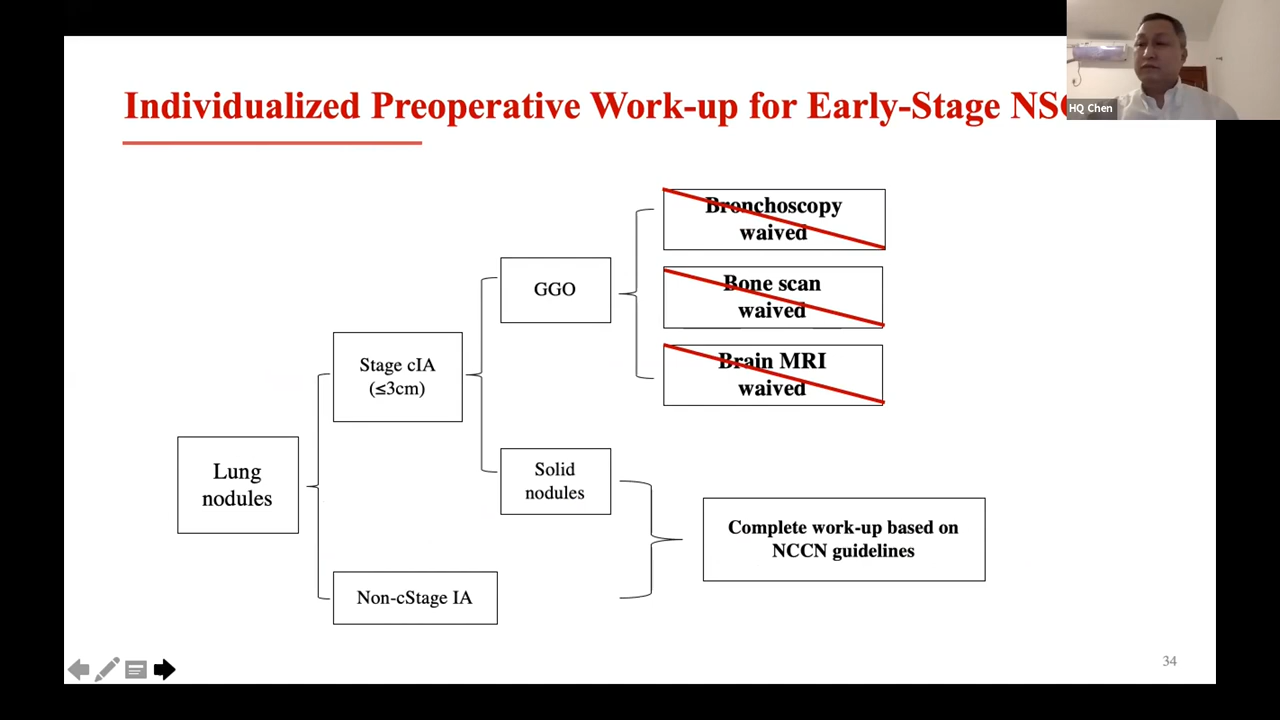 Individualized Preoperative Work-up for Early-Stage
HQ Chen
Bronchoscopy
waived
Bone scan
waived
Brain MRI
waived
GGO
Stage cIA
(≤3cm)
Solid
nodules
Lung
nodules
Complete work-up based on
NCCN guidelines
Non-cStage IA
34